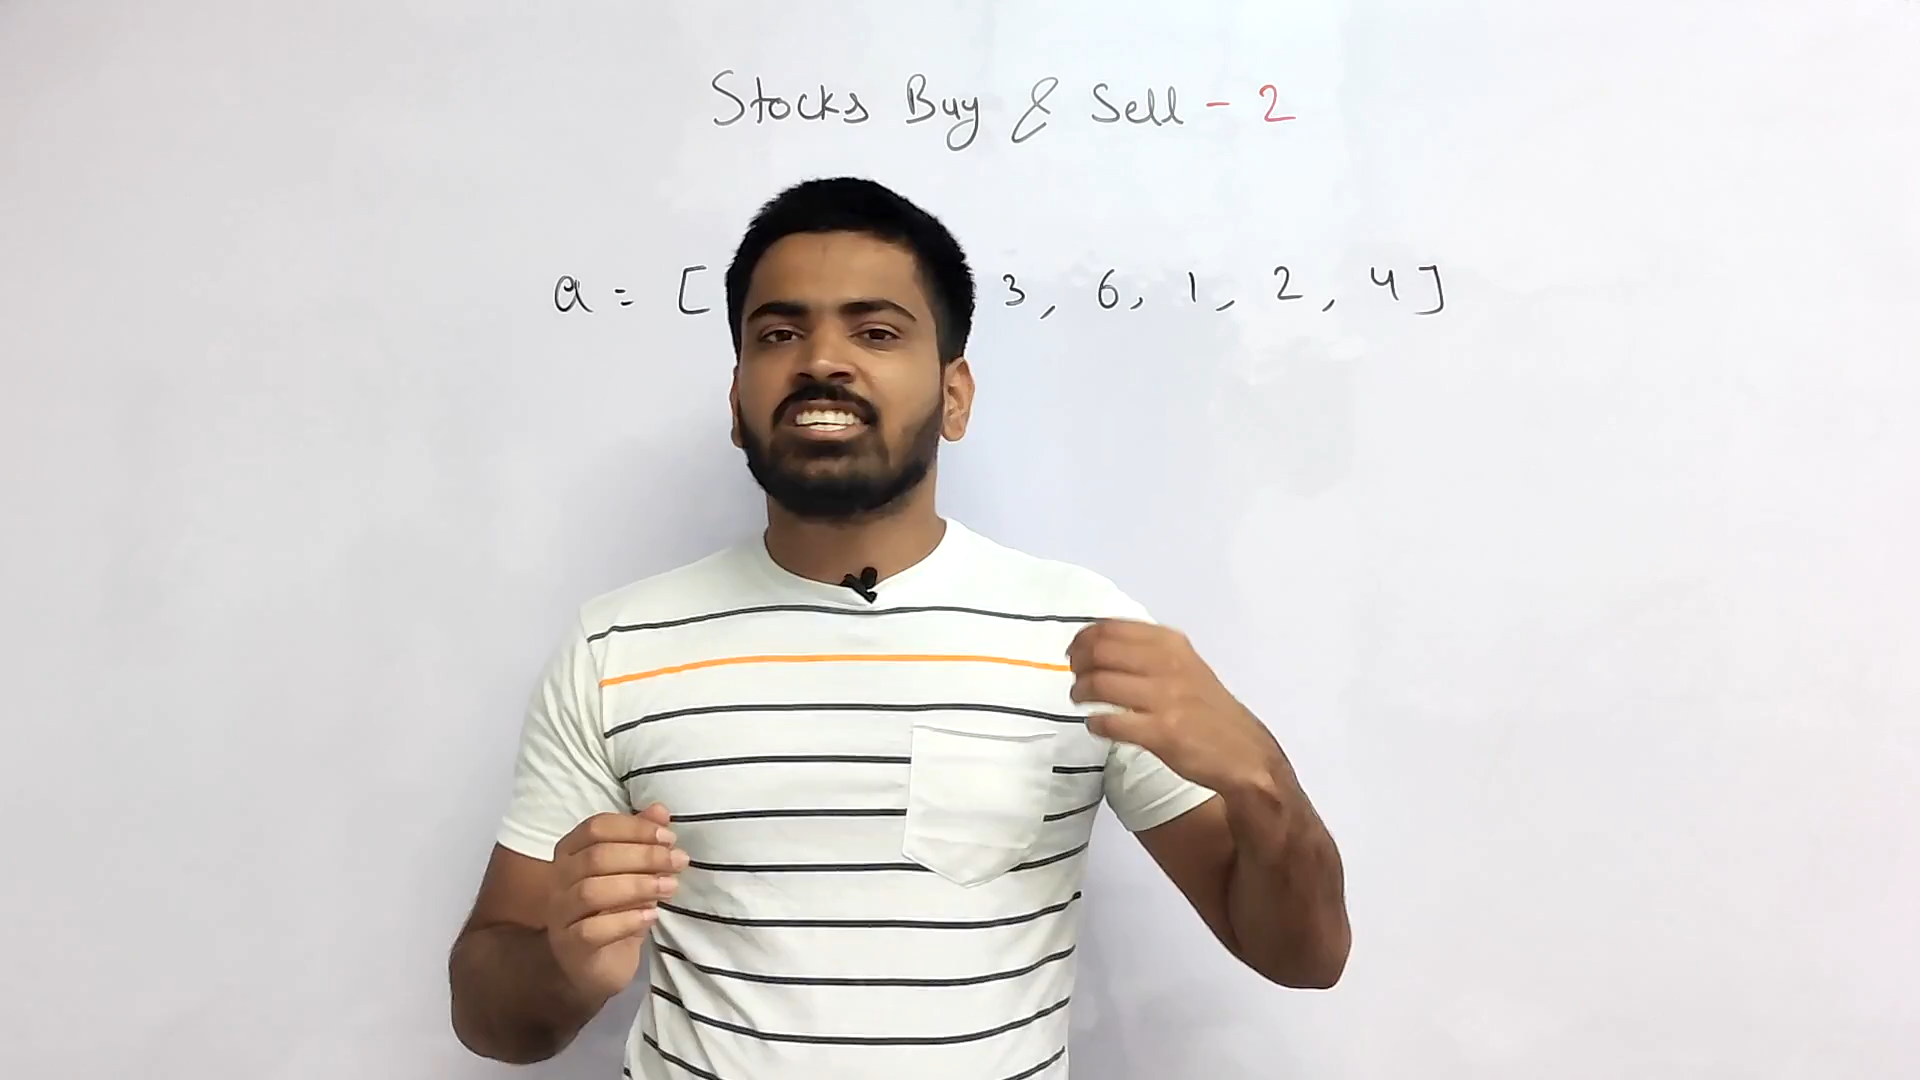 Stocks Buy & Sell - 2
a = [ 3, 6, 1, 2, 4 ]